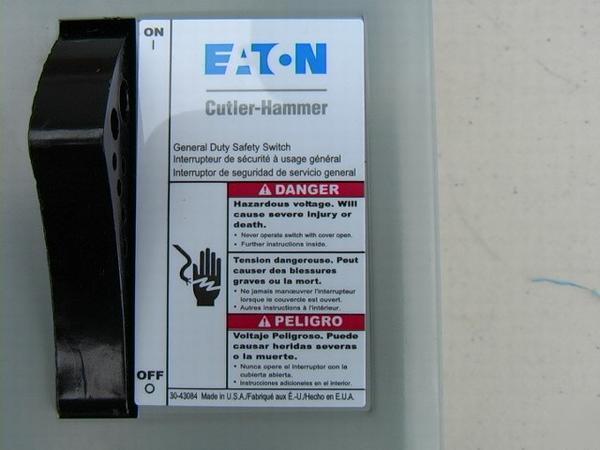 ON
I
EATON
Cutler-Hammer
General Duty Safety Switch
Interrupteur de sécurité à usage général
Interruptor de seguridad de servicio general
DANGER
Hazardous voltage. Will
cause severe injury or
death.
• Never operate switch with cover open.
• Further instructions inside.
Tension dangereuse. Peut
causer des blessures
graves ou la mort.
• Ne jamais manœuvrer l'interrupteur
lorsque le couvercle est ouvert.
• Autres instructions à l'intérieur.
PELIGRO
Voltaje Peligroso. Puede
causar heridas severas
o la muerte.
• Nunca opere el interruptor con la
cubierta abierta.
• Instrucciones adicionales en el interior.
OFF
O
30-43084 Made in U.S.A./Fabriqué aux É.-U./Hecho en E.U.A.